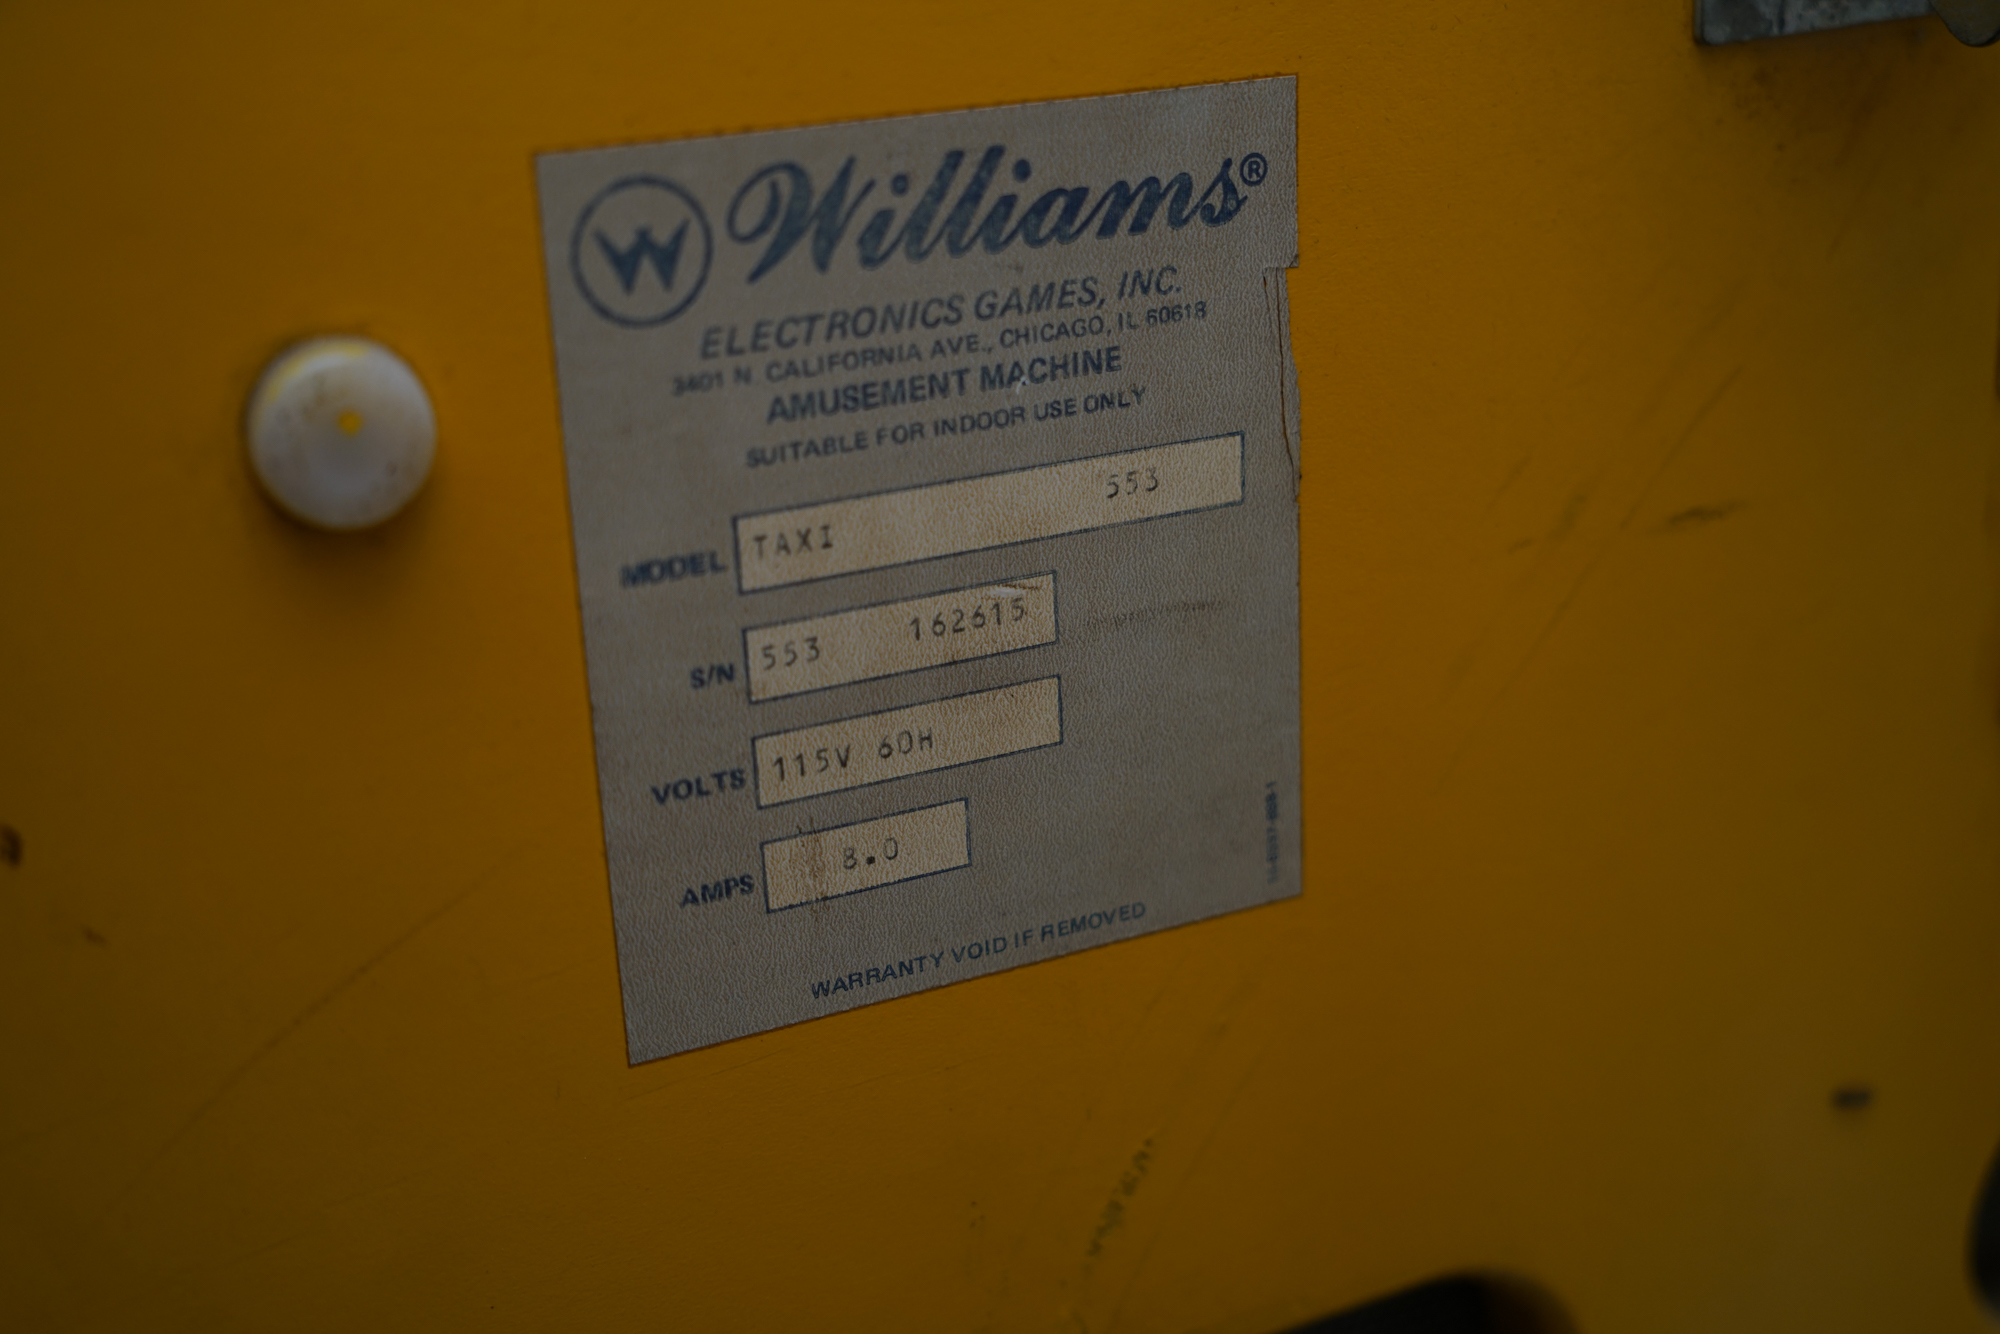 W Williams®
ELECTRONICS GAMES, INC.
3401 N. CALIFORNIA AVE., CHICAGO, IL 60618
AMUSEMENT MACHINE
SUITABLE FOR INDOOR USE ONLY
MODEL TAXI 553
S/N 553 162615
VOLTS 115V 60H
AMPS 8.0
WARRANTY VOID IF REMOVED